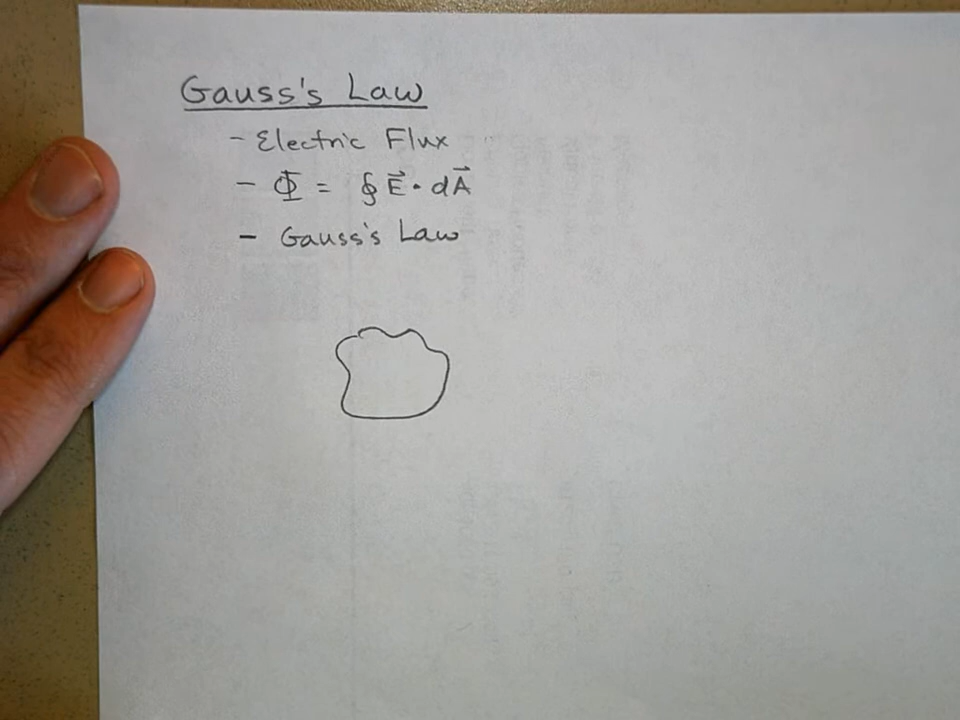 Gauss's Law
- Electric Flux
- Φ = ∮ E⃗ · dA⃗
- Gauss's Law